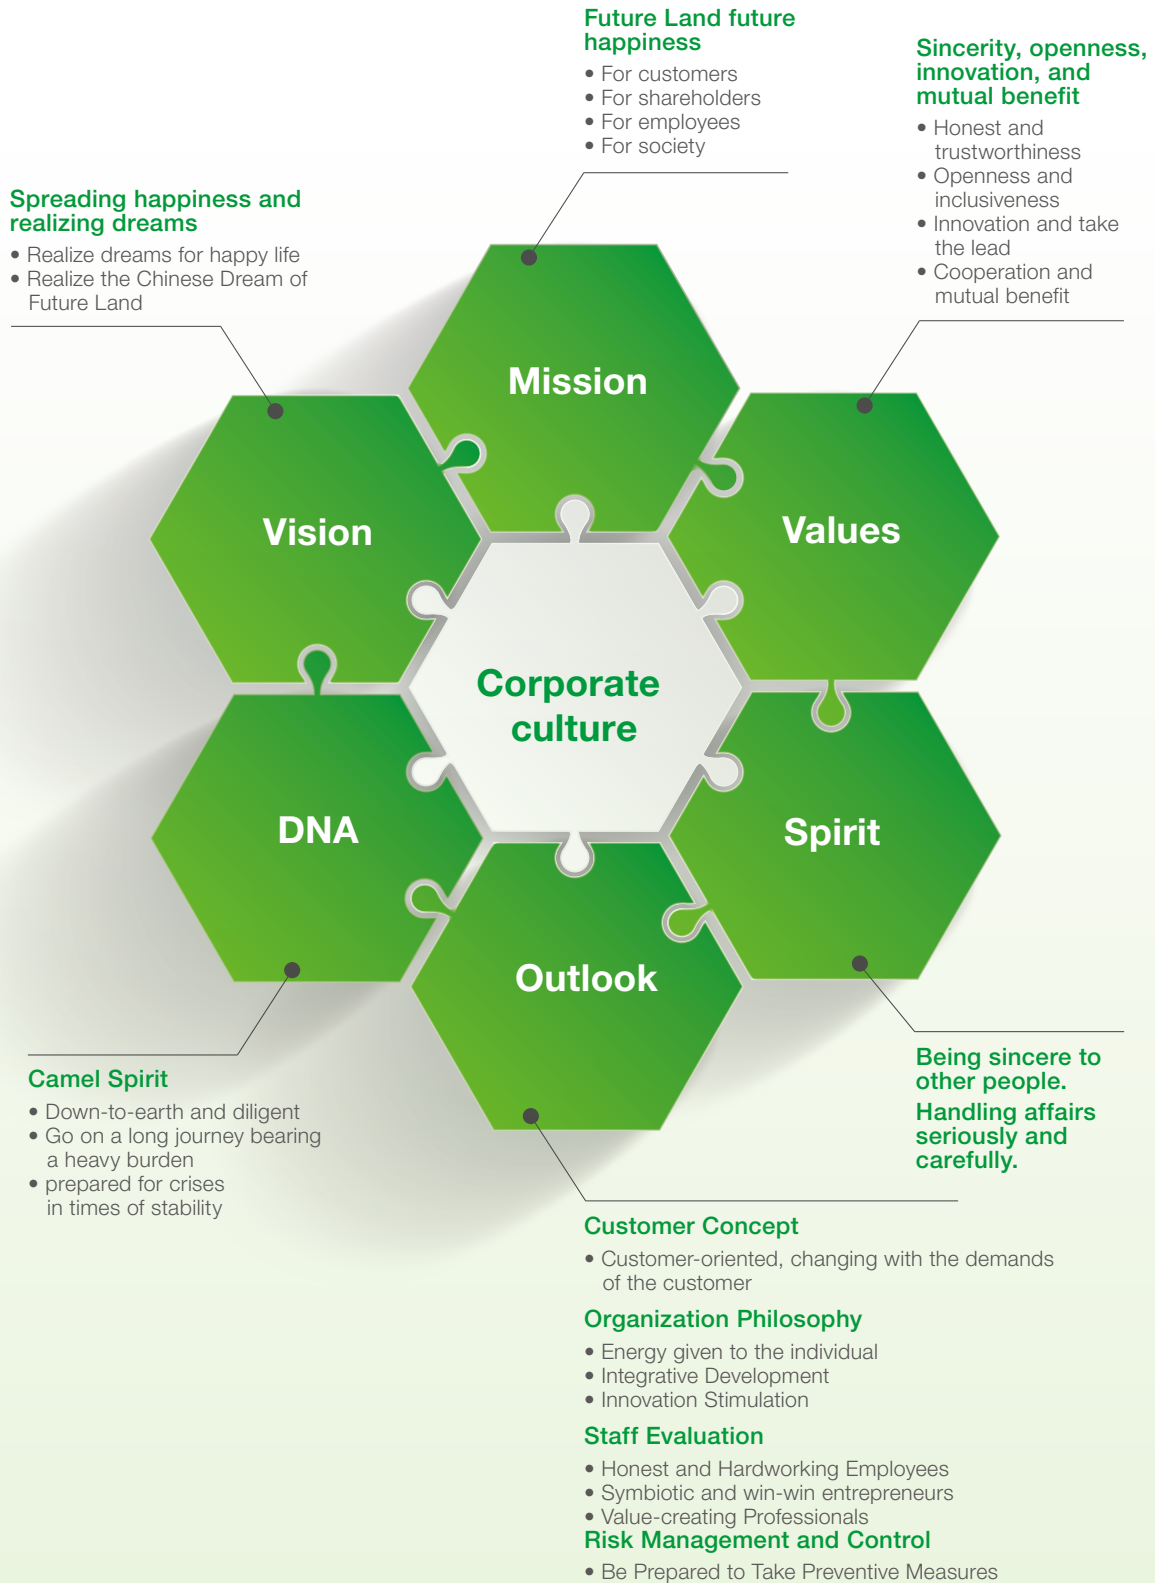 Future Land future
happiness
• For customers
• For shareholders
• For employees
• For society
Sincerity, openness,
innovation, and
mutual benefit
• Honest and
trustworthiness
• Openness and
inclusiveness
• Innovation and take
the lead
• Cooperation and
mutual benefit
Spreading happiness and
realizing dreams
• Realize dreams for happy life
• Realize the Chinese Dream of
Future Land
Mission
Vision
Values
Corporate
culture
DNA
Spirit
Outlook
Camel Spirit
• Down-to-earth and diligent
• Go on a long journey bearing
a heavy burden
• prepared for crises
in times of stability
Being sincere to
other people.
Handling affairs
seriously and
carefully.
Customer Concept
• Customer-oriented, changing with the demands
of the customer
Organization Philosophy
• Energy given to the individual
• Integrative Development
• Innovation Stimulation
Staff Evaluation
• Honest and Hardworking Employees
• Symbiotic and win-win entrepreneurs
• Value-creating Professionals
Risk Management and Control
• Be Prepared to Take Preventive Measures